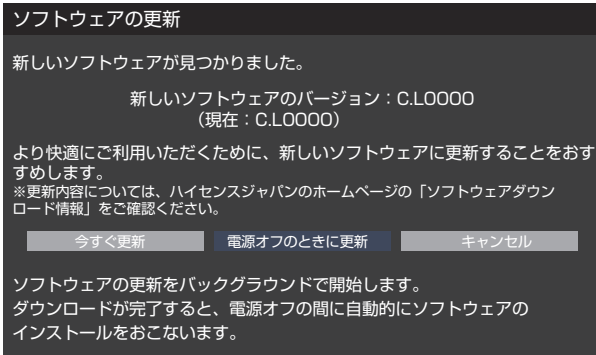 ソフトウェアの更新
新しいソフトウェアが見つかりました。
新しいソフトウェアのバージョン：C.L0000
（現在：C.L0000）
より快適にご利用いただくために、新しいソフトウェアに更新することをおす
すめします。
※更新内容については、ハイセンスジャパンのホームページの「ソフトウェアダウン
ロード情報」をご確認ください。
今すぐ更新 電源オフのときに更新 キャンセル
ソフトウェアの更新をバックグラウンドで開始します。
ダウンロードが完了すると、電源オフの間に自動的にソフトウェアの
インストールをおこないます。